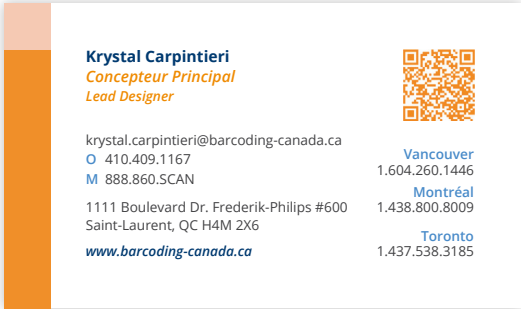 Krystal Carpintieri
Concepteur Principal
Lead Designer
krystal.carpintieri@barcoding-canada.ca
O 410.409.1167
M 888.860.SCAN
1111 Boulevard Dr. Frederik-Philips #600
Saint-Laurent, QC H4M 2X6
www.barcoding-canada.ca
Vancouver
1.604.260.1446
Montréal
1.438.800.8009
Toronto
1.437.538.3185